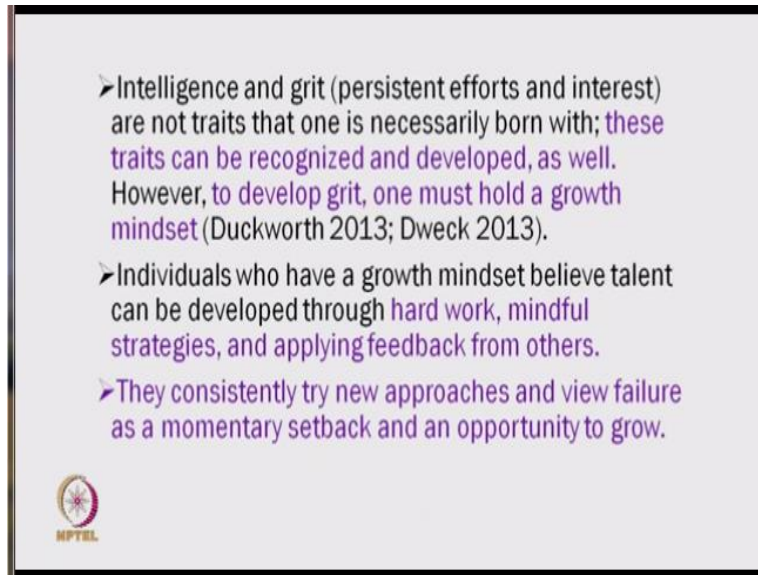 ➢Intelligence and grit (persistent efforts and interest)
are not traits that one is necessarily born with; these
traits can be recognized and developed, as well.
However, to develop grit, one must hold a growth
mindset (Duckworth 2013; Dweck 2013).
➢Individuals who have a growth mindset believe talent
can be developed through hard work, mindful
strategies, and applying feedback from others.
➢They consistently try new approaches and view failure
as a momentary setback and an opportunity to grow.
NPTEL